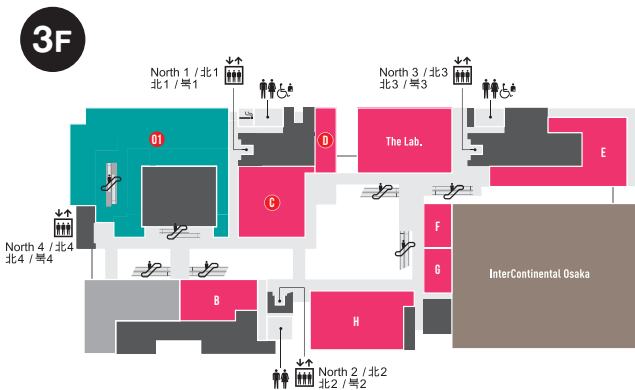 3F
North 1 / 北1
北1 / 북1
North 3 / 北3
北3 / 북3
01
D
The Lab.
E
C
North 4 / 北4
北4 / 북4
F
G
InterContinental Osaka
B
H
North 2 / 北2
北2 / 북2